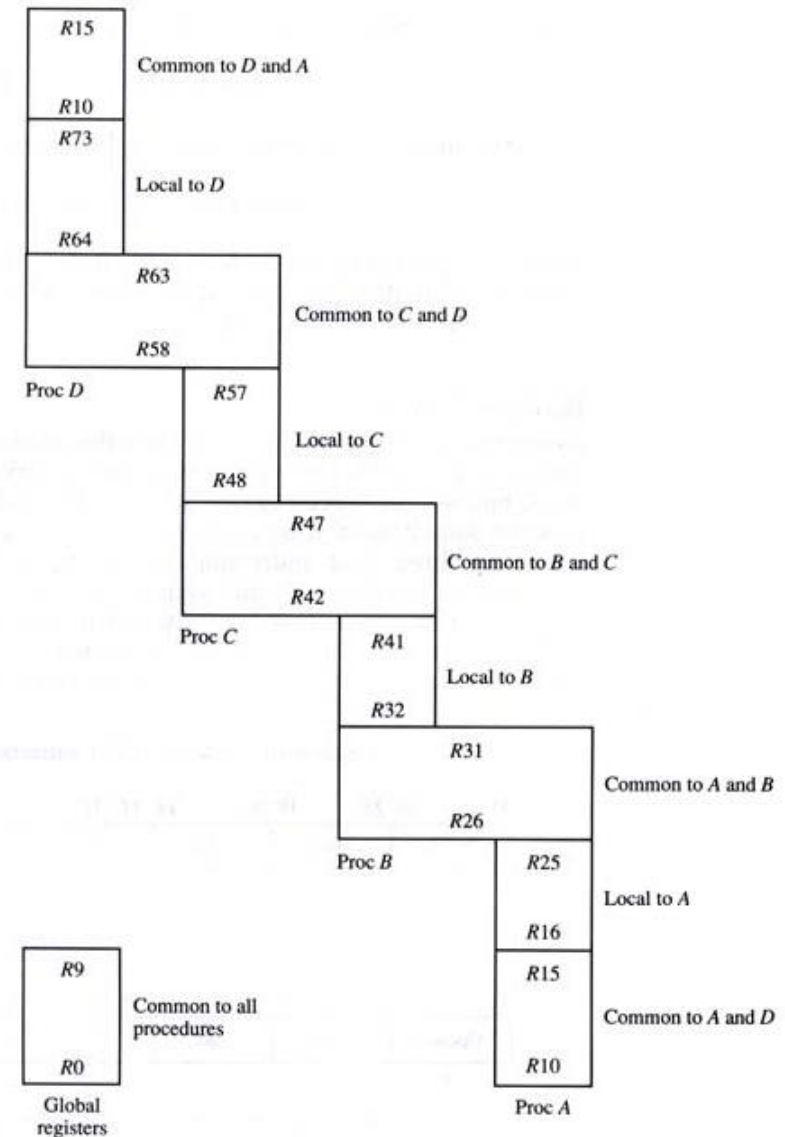 R15
Common to D and A
R10
R73
Local to D
R64
R63
Common to C and D
R58
Proc D
R57
Local to C
R48
R47
Common to B and C
R42
Proc C
R41
Local to B
R32
R31
Common to A and B
R26
Proc B
R25
Local to A
R16
R15
Common to A and D
R10
Proc A
R9
Common to all
procedures
R0
Global
registers